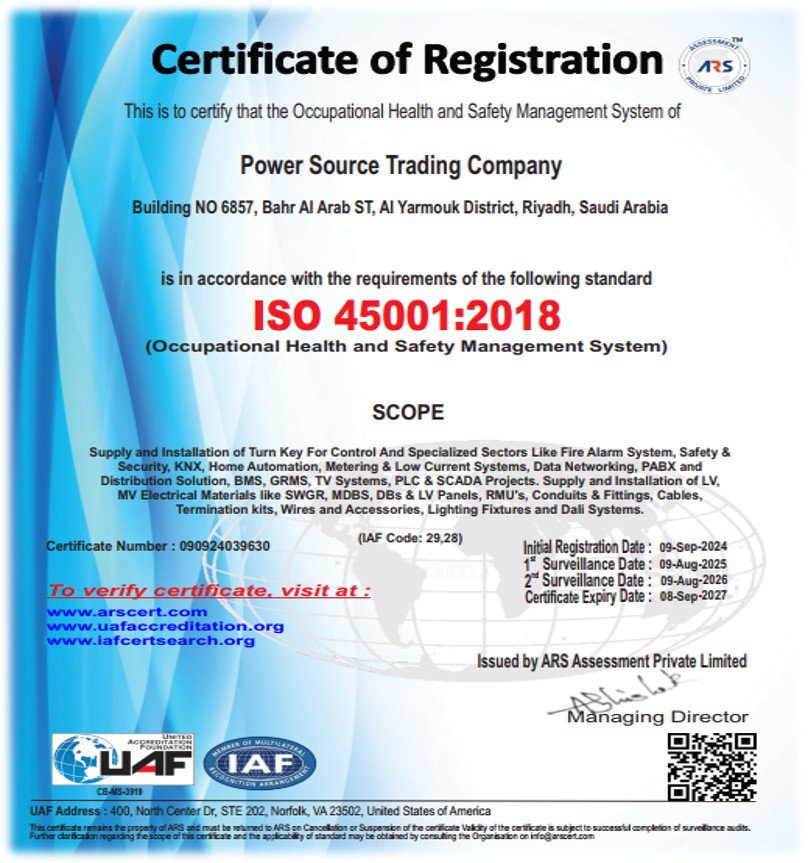 Certificate of Registration
ASSESSMENT
ARS
PRIVATE LIMITED
TM
This is to certify that the Occupational Health and Safety Management System of
Power Source Trading Company
Building NO 6857, Bahr Al Arab ST, Al Yarmouk District, Riyadh, Saudi Arabia
is in accordance with the requirements of the following standard
ISO 45001:2018
(Occupational Health and Safety Management System)
SCOPE
Supply and Installation of Turn Key For Control And Specialized Sectors Like Fire Alarm System, Safety &
Security, KNX, Home Automation, Metering & Low Current Systems, Data Networking, PABX and
Distribution Solution, BMS, GRMS, TV Systems, PLC & SCADA Projects. Supply and Installation of LV,
MV Electrical Materials like SWGR, MDBS, DBs & LV Panels, RMU's, Conduits & Fittings, Cables,
Termination kits, Wires and Accessories, Lighting Fixtures and Dali Systems.
(IAF Code: 29,28)
Certificate Number : 090924039630
Initial Registration Date : 09-Sep-2024
1st Surveillance Date : 09-Aug-2025
2nd Surveillance Date : 09-Aug-2026
Certificate Expiry Date : 08-Sep-2027
To verify certificate, visit at :
www.arscert.com
www.uafaccreditation.org
www.iafcertsearch.org
Issued by ARS Assessment Private Limited
Managing Director
UNITED
ACCREDITATION
FOUNDATION
UAF
CB-MS-3919
MEMBER OF MULTILATERAL
IAF
RECOGNITION ARRANGEMENT
UAF Address : 400, North Center Dr, STE 202, Norfolk, VA 23502, United States of America
This certificate remains the property of ARS and must be returned to ARS on Cancellation or Suspension of the certificate Validity of the certificate is subject to successful completion of surveillance audits.
Further clarification regarding the scope of this certificate and the applicability of standard may be obtained by consulting the Organisation on info@arscert.com